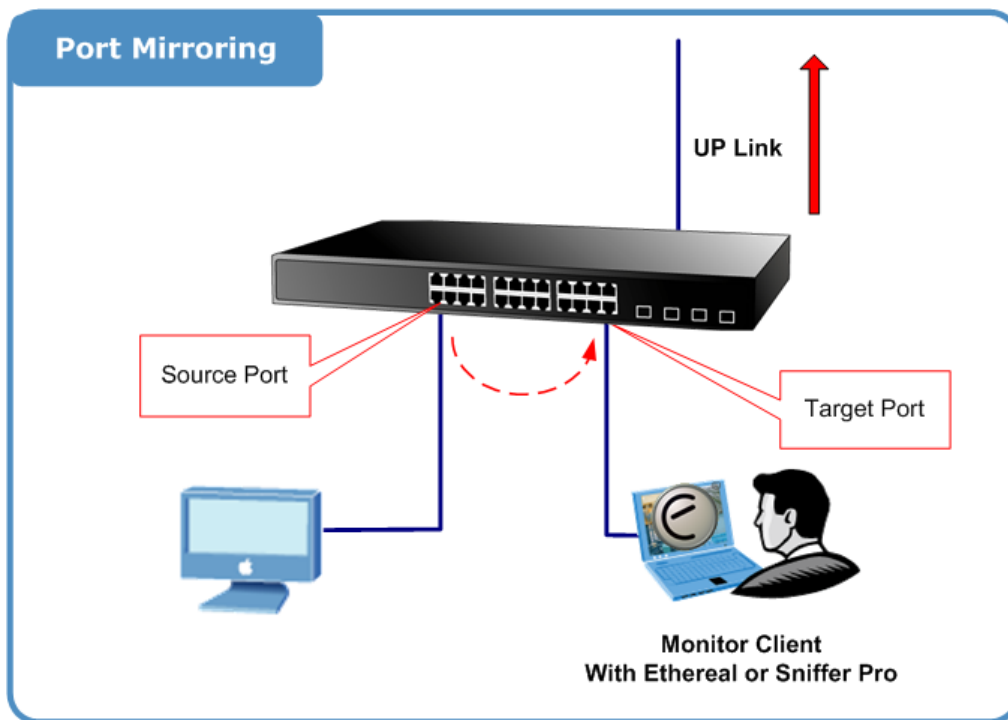 Port Mirroring
UP Link
Source Port
Target Port
Monitor Client
With Ethereal or Sniffer Pro